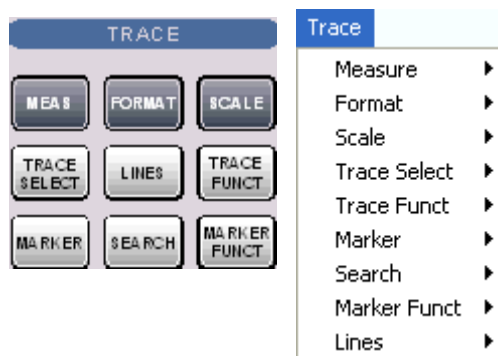 TRACE
MEAS
FORMAT
SCALE
TRACE
SELECT
LINES
TRACE
FUNCT
MARKER
SEARCH
MARKER
FUNCT
Trace
Measure
Format
Scale
Trace Select
Trace Funct
Marker
Search
Marker Funct
Lines